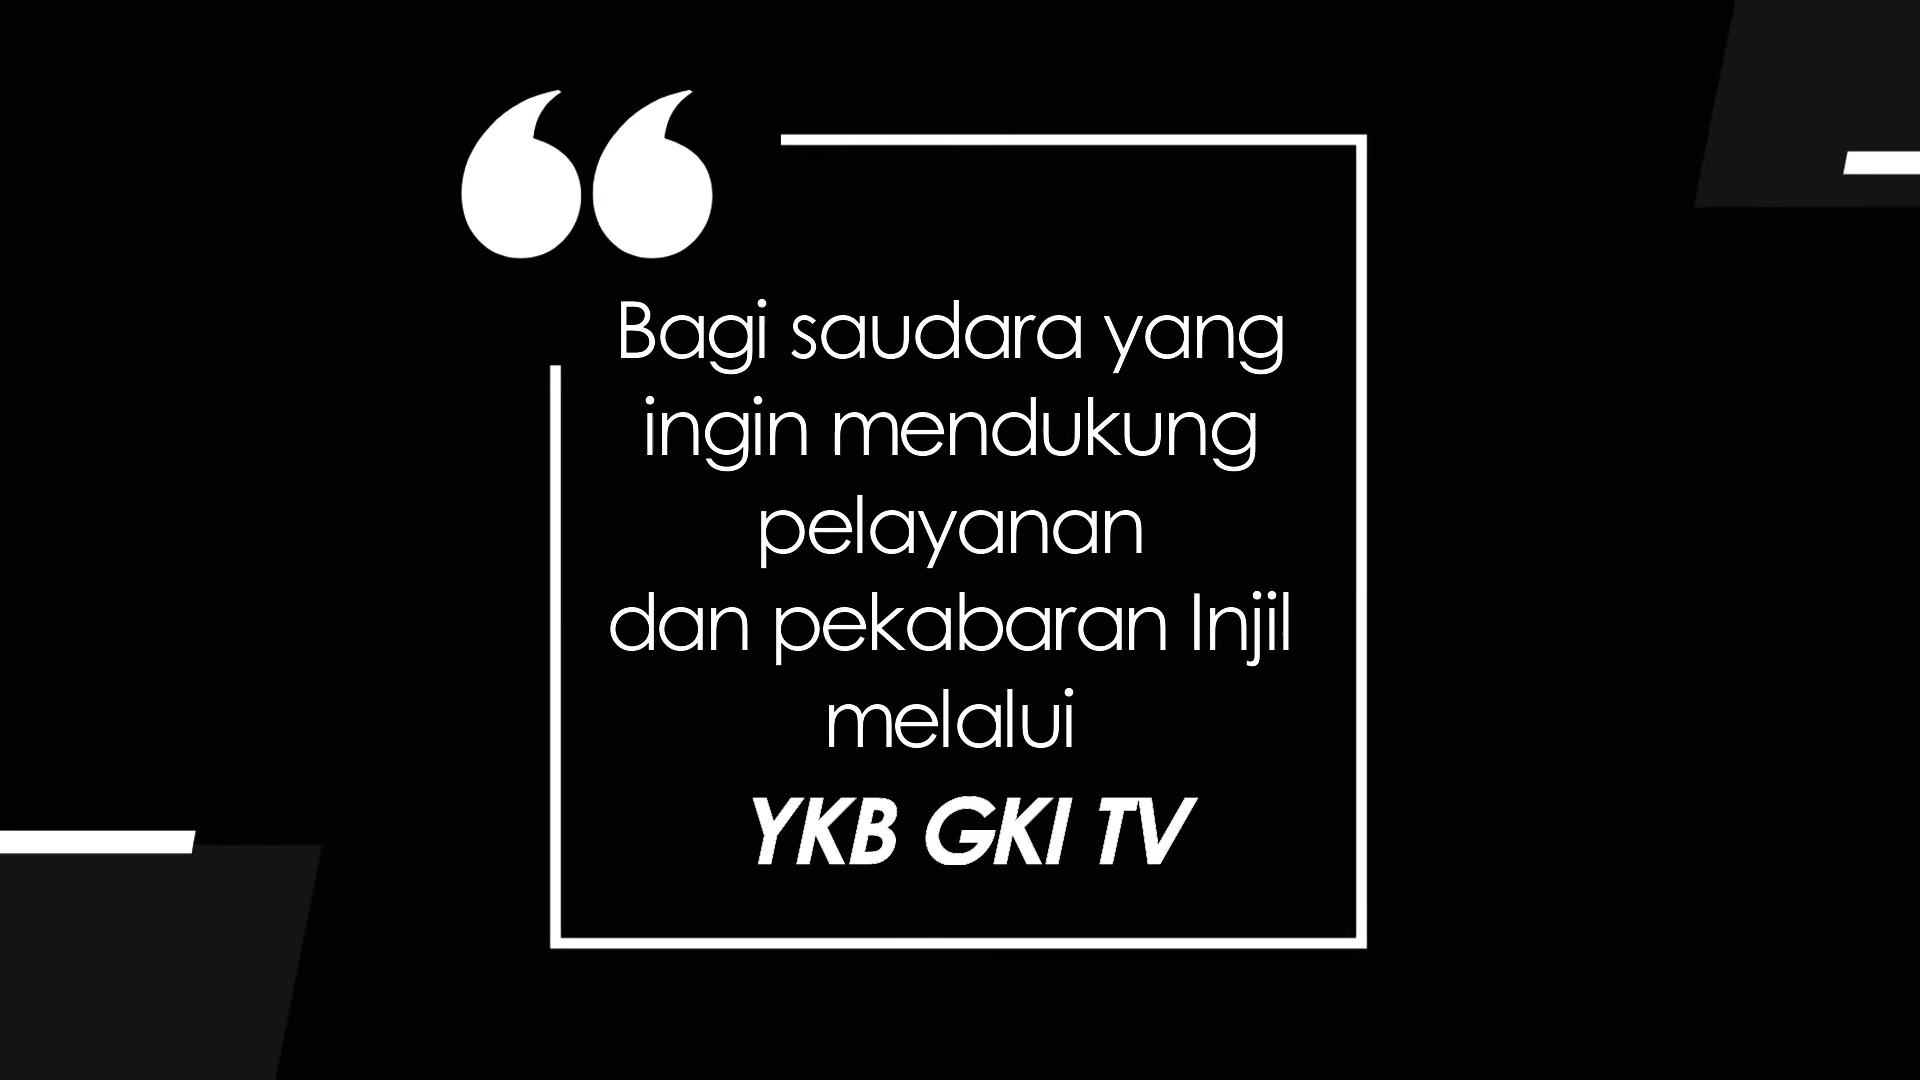 Bagi saudara yang
ingin mendukung
pelayanan
dan pekabaran Injil
melalui
YKB GKI TV